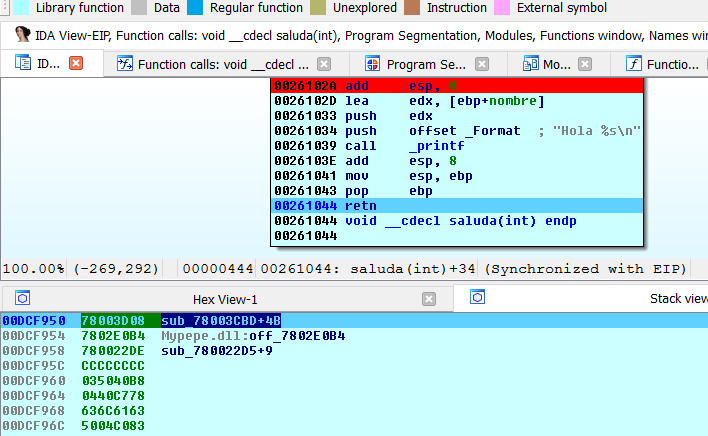 Library function Data Regular function Unexplored Instruction External symbol
IDA View-EIP, Function calls: void __cdecl saluda(int), Program Segmentation, Modules, Functions window, Names win
ID... Function calls: void __cdecl ... Program Se... Mo... Functio...
0026102A add esp, 8
0026102D lea edx, [ebp+nombre]
00261033 push edx
00261034 push offset _Format ; "Hola %s\n"
00261039 call _printf
0026103E add esp, 8
00261041 mov esp, ebp
00261043 pop ebp
00261044 retn
00261044 void __cdecl saluda(int) endp
00261044
100.00% (-269,292) 00000444 00261044: saluda(int)+34 (Synchronized with EIP)
Hex View-1 Stack view
00DCF950 78003D08 sub_78003CBD+4B
00DCF954 7802E0B4 Mypepe.dll:off_7802E0B4
00DCF958 780022DE sub_780022D5+9
00DCF95C CCCCCCCC
00DCF960 035040B8
00DCF964 0440C778
00DCF968 636C6163
00DCF96C 5004C083